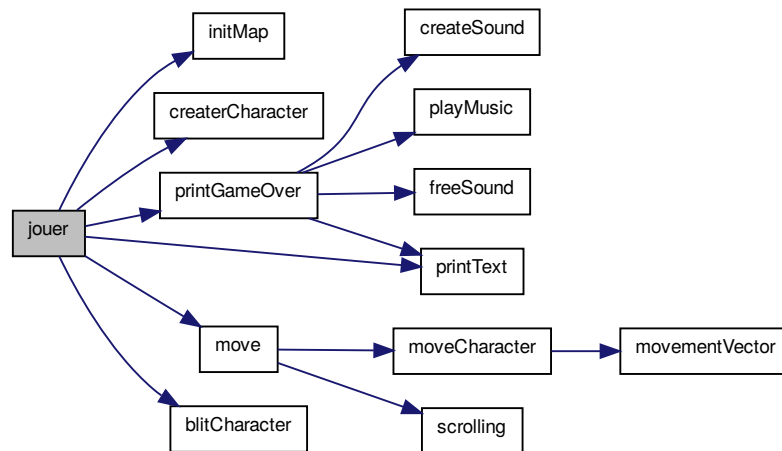 initMap
createSound
createrCharacter
playMusic
printGameOver
freeSound
jouer
printText
move
moveCharacter
movementVector
blitCharacter
scrolling